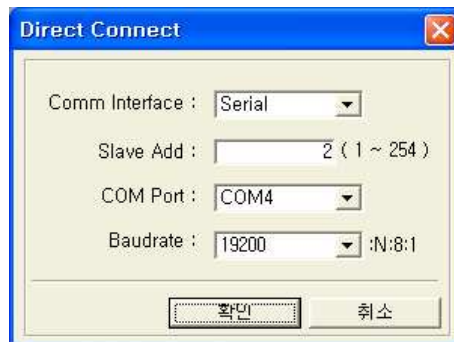 Direct Connect
Comm Interface : Serial
Slave Add : 2 ( 1 ~ 254 )
COM Port : COM4
Baudrate : 19200 :N:8:1
확인 취소